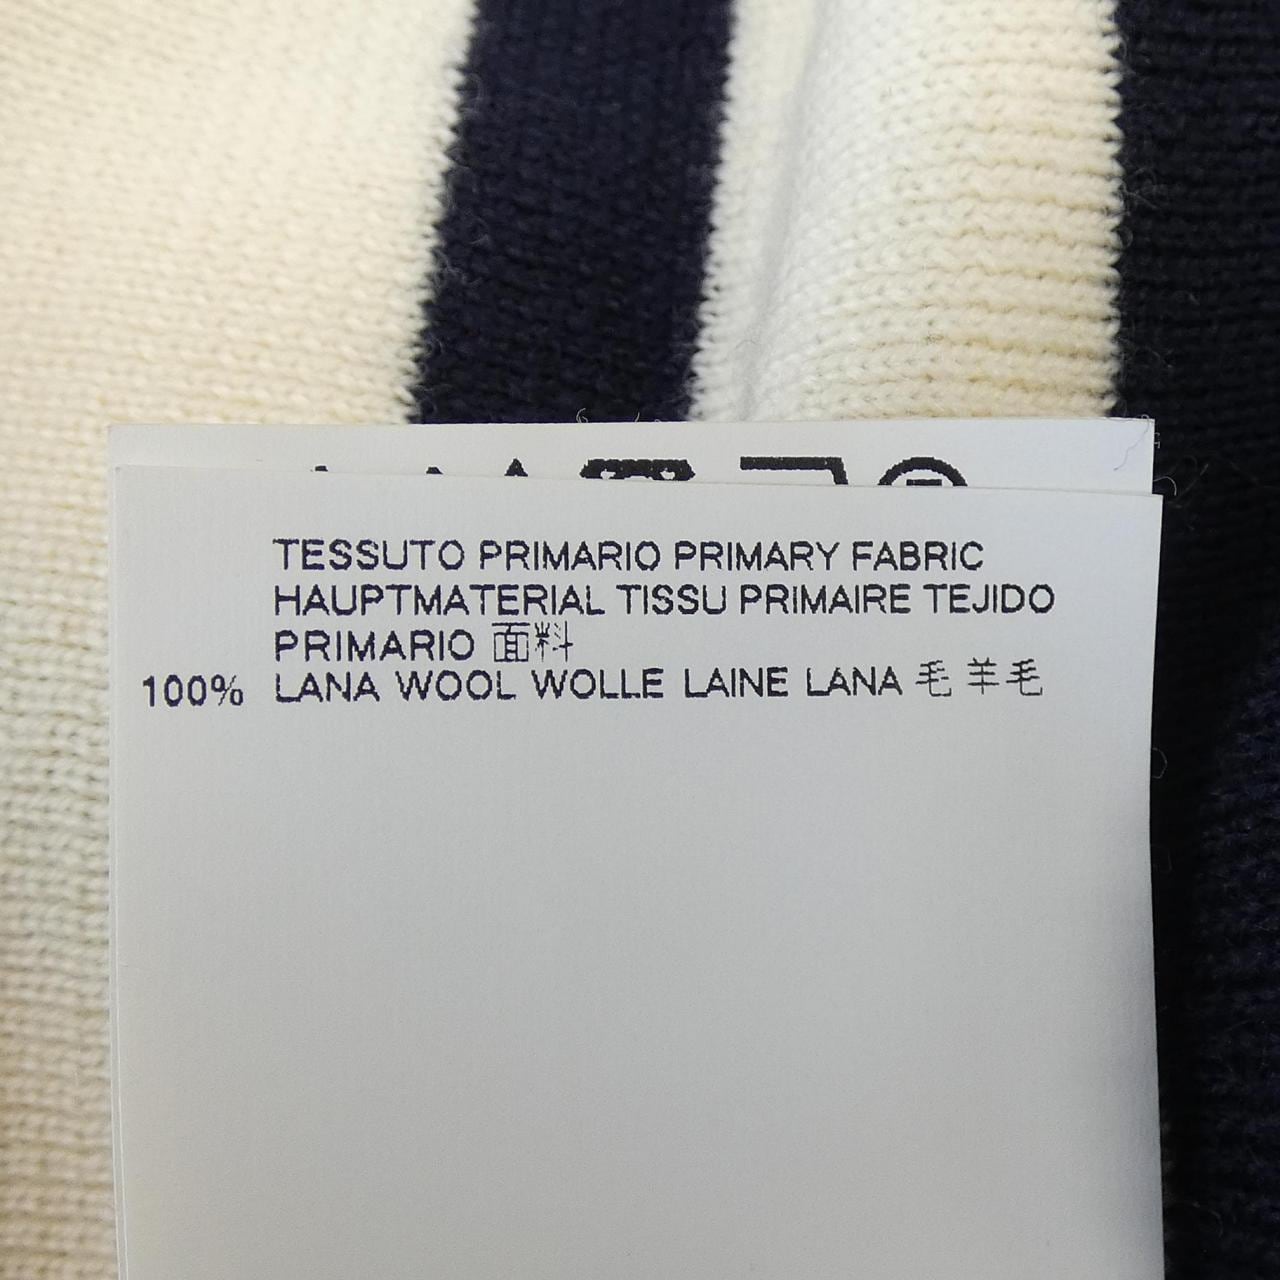 TESSUTO PRIMARIO PRIMARY FABRIC
HAUPTMATERIAL TISSU PRIMAIRE TEJIDO
PRIMARIO 面料
100% LANA WOOL WOLLE LAINE LANA 毛 羊毛